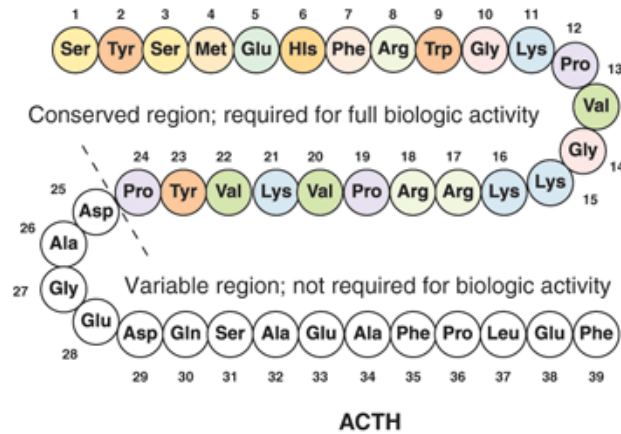 1 2 3 4 5 6 7 8 9 10 11
Ser Tyr Ser Met Glu HIs Phe Arg Trp Gly Lys
12
Pro
13
Val
Conserved region; required for full biologic activity
Gly
14
24 23 22 21 20 19 18 17 16
Pro Tyr Val Lys Val Pro Arg Arg Lys Lys
15
25
Asp
26
Ala
27
Gly
Variable region; not required for biologic activity
Glu
28
Asp Gln Ser Ala Glu Ala Phe Pro Leu Glu Phe
29 30 31 32 33 34 35 36 37 38 39
ACTH